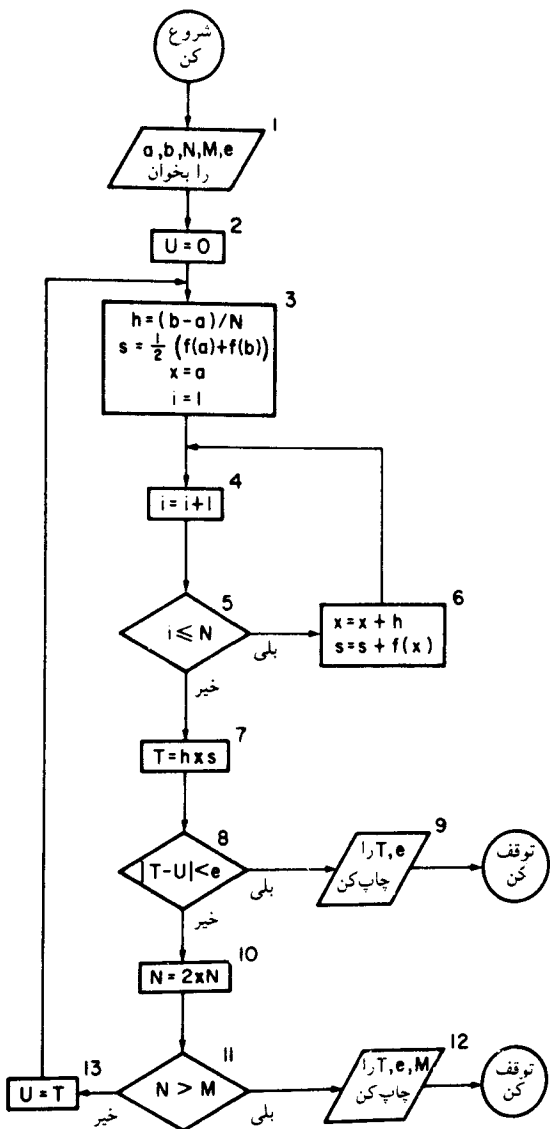 شروع
کن
1
a,b,N,M,e
را بخوان
2
U = 0
3
h = (b-a)/N
s = 1/2 (f(a)+f(b))
x = a
i = 1
4
i = i+1
5
i ≤ N
بلی
خیر
6
x = x + h
s = s + f(x)
7
T = h x s
8
|T-U| < e
بلی
خیر
9
T, e را
چاپ کن
توقف
کن
10
N = 2xN
11
N > M
بلی
خیر
12
T, e, M را
چاپ کن
توقف
کن
13
U = T